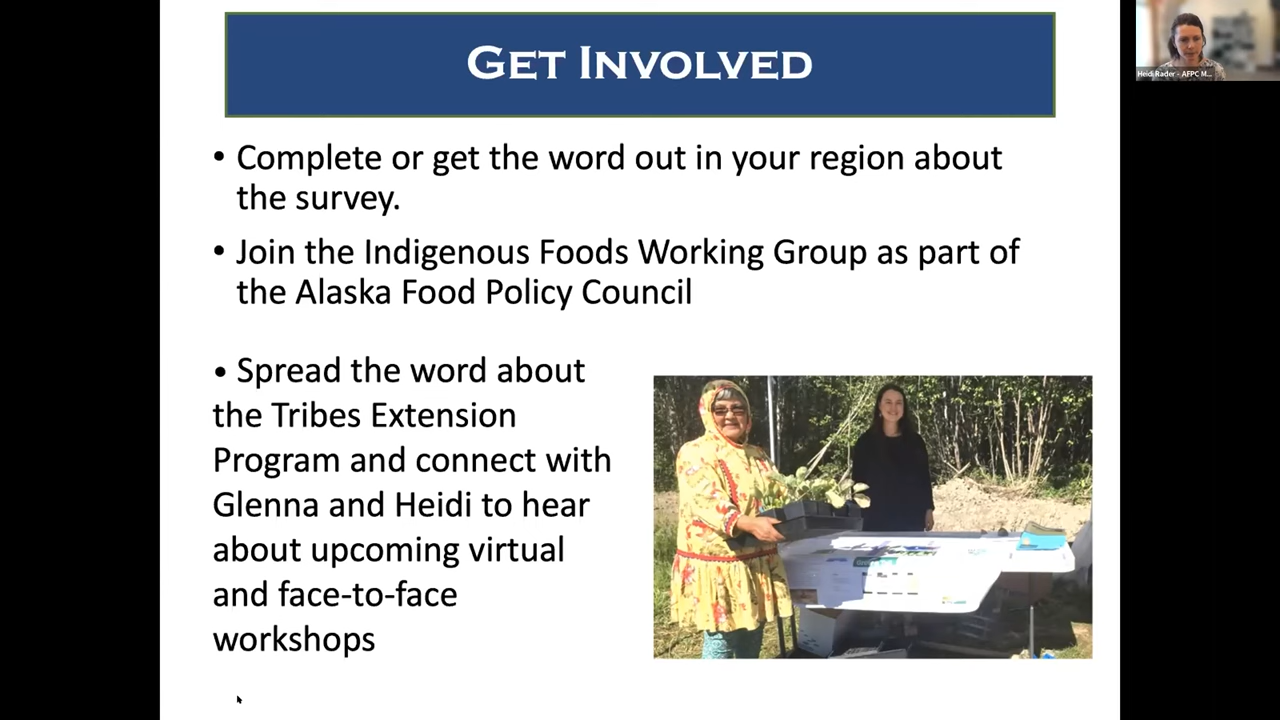 GET INVOLVED
Heidi Rader - AFPC M...
• Complete or get the word out in your region about
the survey.
• Join the Indigenous Foods Working Group as part of
the Alaska Food Policy Council
• Spread the word about
the Tribes Extension
Program and connect with
Glenna and Heidi to hear
about upcoming virtual
and face-to-face
workshops